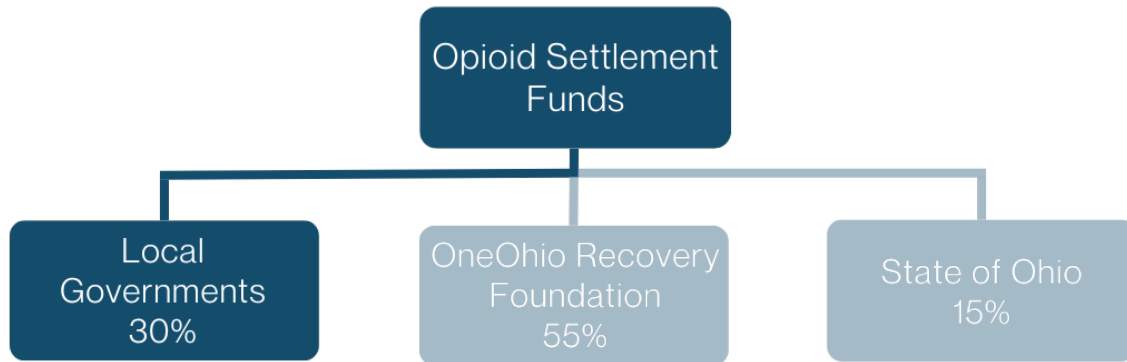 Opioid Settlement
Funds
Local
Governments
30%
OneOhio Recovery
Foundation
55%
State of Ohio
15%